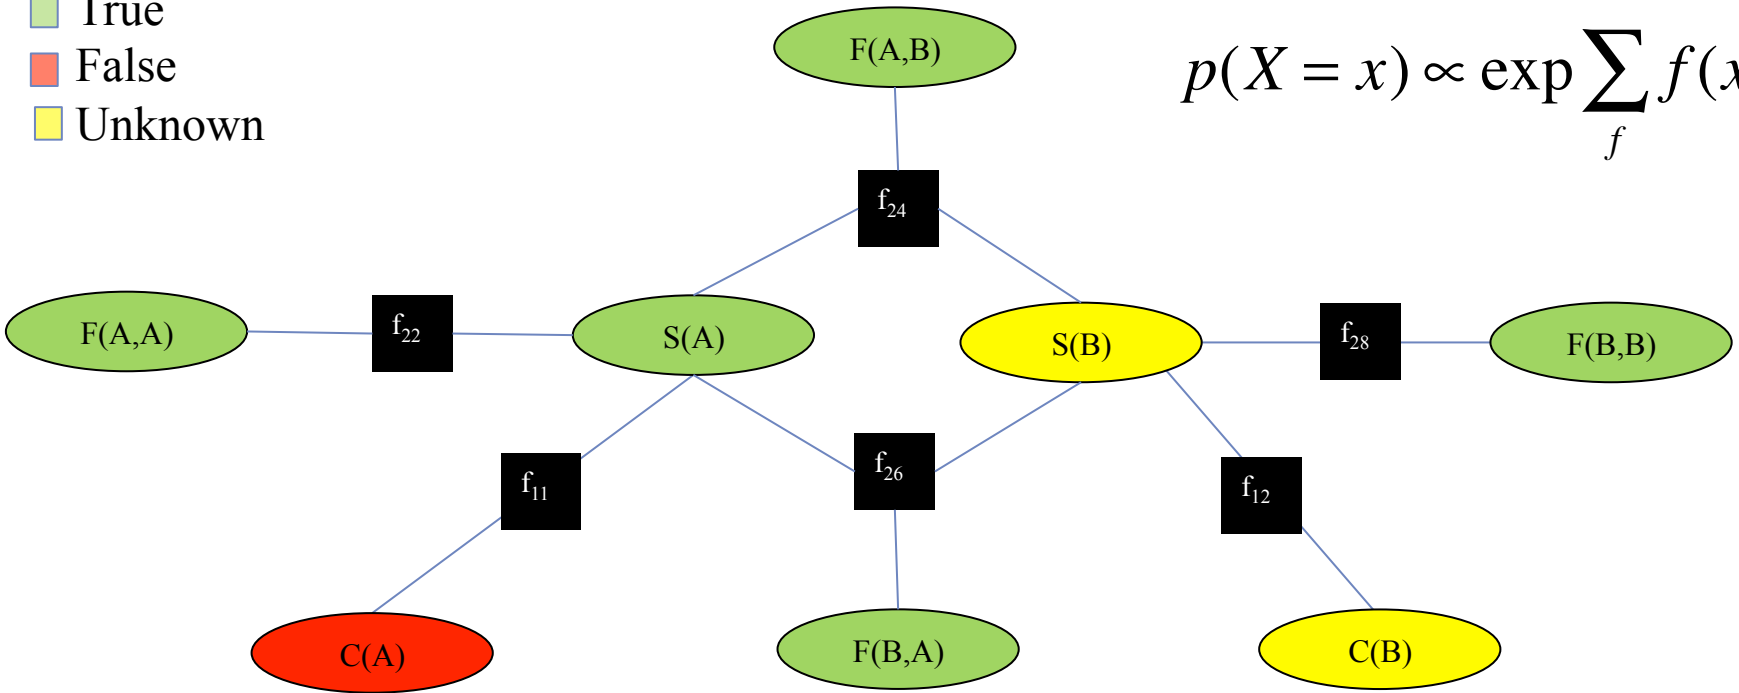 True
False
Unknown
F(A,B)
p(X = x) ∝ exp ∑ f(x
f
f₂₄
F(A,A)
f₂₂
S(A)
S(B)
f₂₈
F(B,B)
f₁₁
f₂₆
f₁₂
C(A)
F(B,A)
C(B)